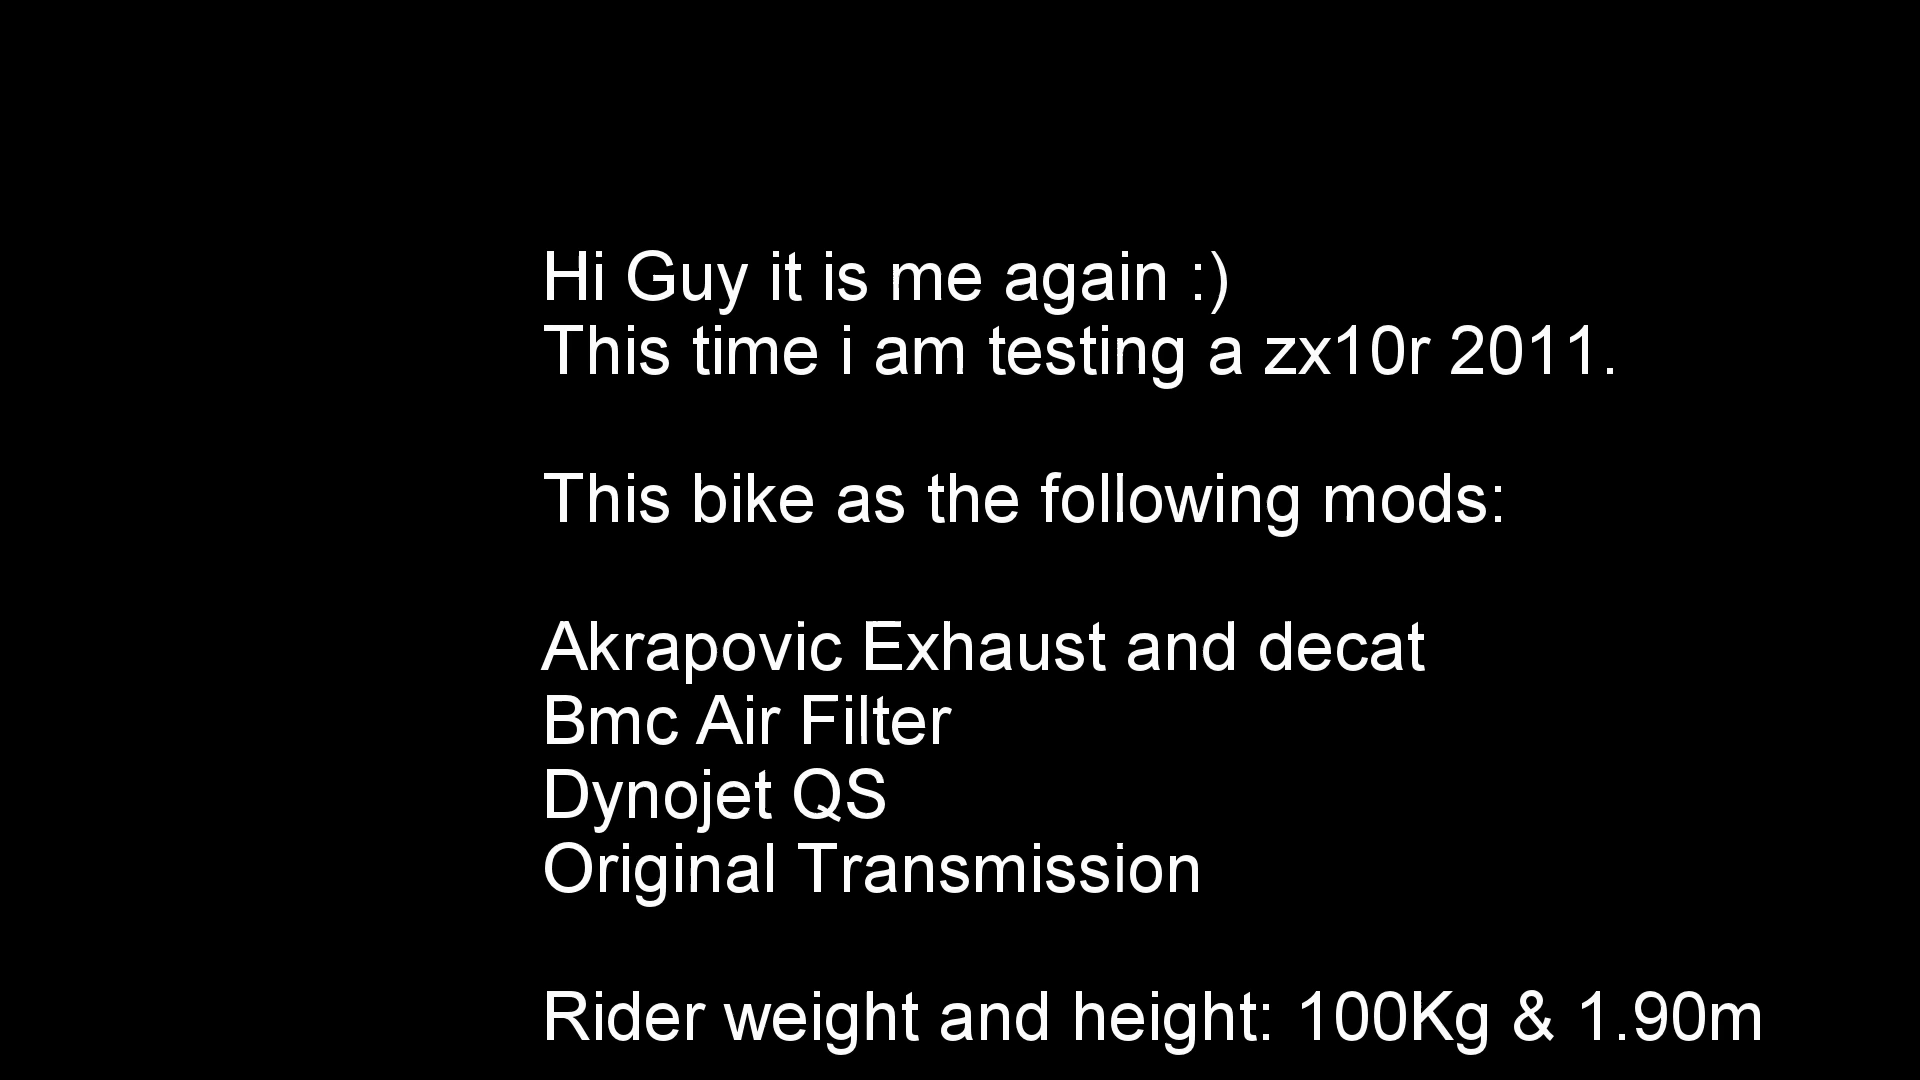 Hi Guy it is me again :)
This time i am testing a zx10r 2011.
This bike as the following mods:
Akrapovic Exhaust and decat
Bmc Air Filter
Dynojet QS
Original Transmission
Rider weight and height: 100Kg & 1.90m